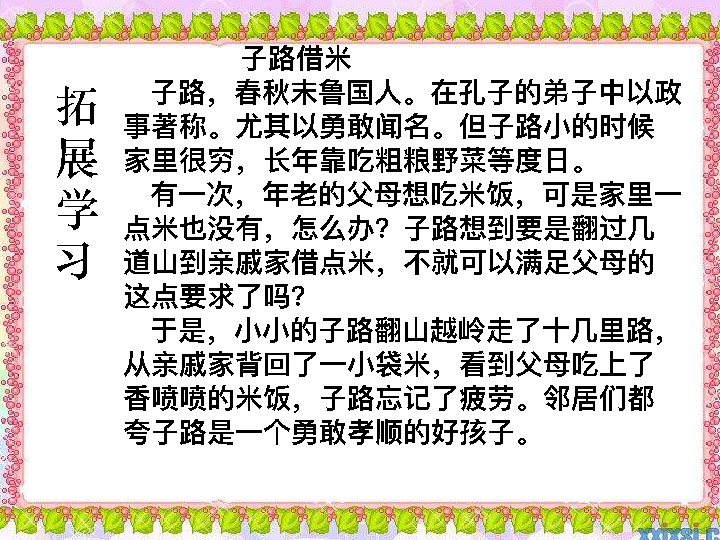 拓展学习
子路借米
子路，春秋末鲁国人。在孔子的弟子中以政
事著称。尤其以勇敢闻名。但子路小的时候
家里很穷，长年靠吃粗粮野菜等度日。
有一次，年老的父母想吃米饭，可是家里一
点米也没有，怎么办？子路想到要是翻过几
道山到亲戚家借点米，不就可以满足父母的
这点要求了吗？
于是，小小的子路翻山越岭走了十几里路，
从亲戚家背回了一小袋米，看到父母吃上了
香喷喷的米饭，子路忘记了疲劳。邻居们都
夸子路是一个勇敢孝顺的好孩子。